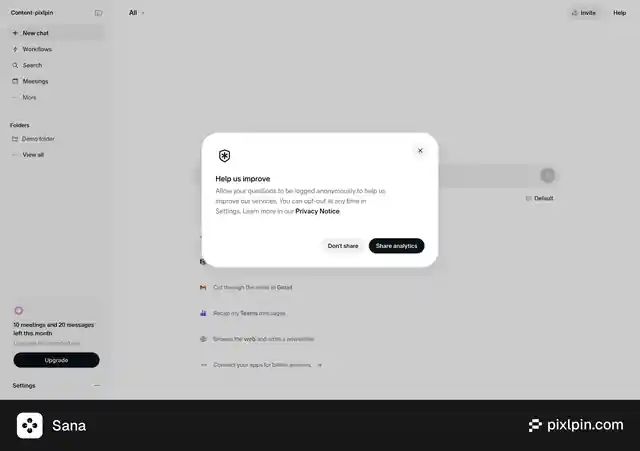 Content-pixlpin
All
Invite
Help
New chat
Workflows
Search
Meetings
More
Folders
Demo folder
View all
Help us improve
Allow your questions to be logged anonymously to help us
improve our services. You can opt-out at any time in
Settings. Learn more in our Privacy Notice
Don't share
Share analytics
Default
Cut through the noise in Gmail
Recap my Teams messages
Browse the web and write a newsletter
Connect your apps for better answers
10 meetings and 20 messages
left this month
Upgrade
Settings
Sana
pixlpin.com